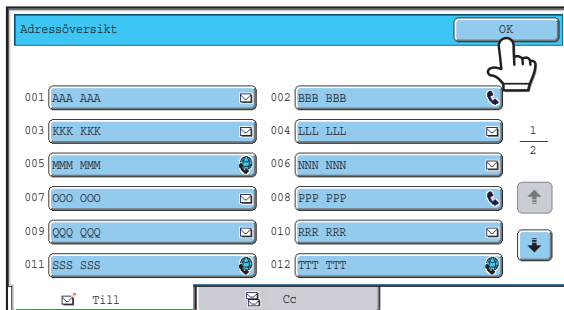 Adressöversikt OK
001 AAA AAA 002 BBB BBB
003 KKK KKK 004 LLL LLL 1
005 MMM MMM 006 NNN NNN 2
007 OOO OOO 008 PPP PPP
009 QQQ QQQ 010 RRR RRR
011 SSS SSS 012 TTT TTT
Till Cc